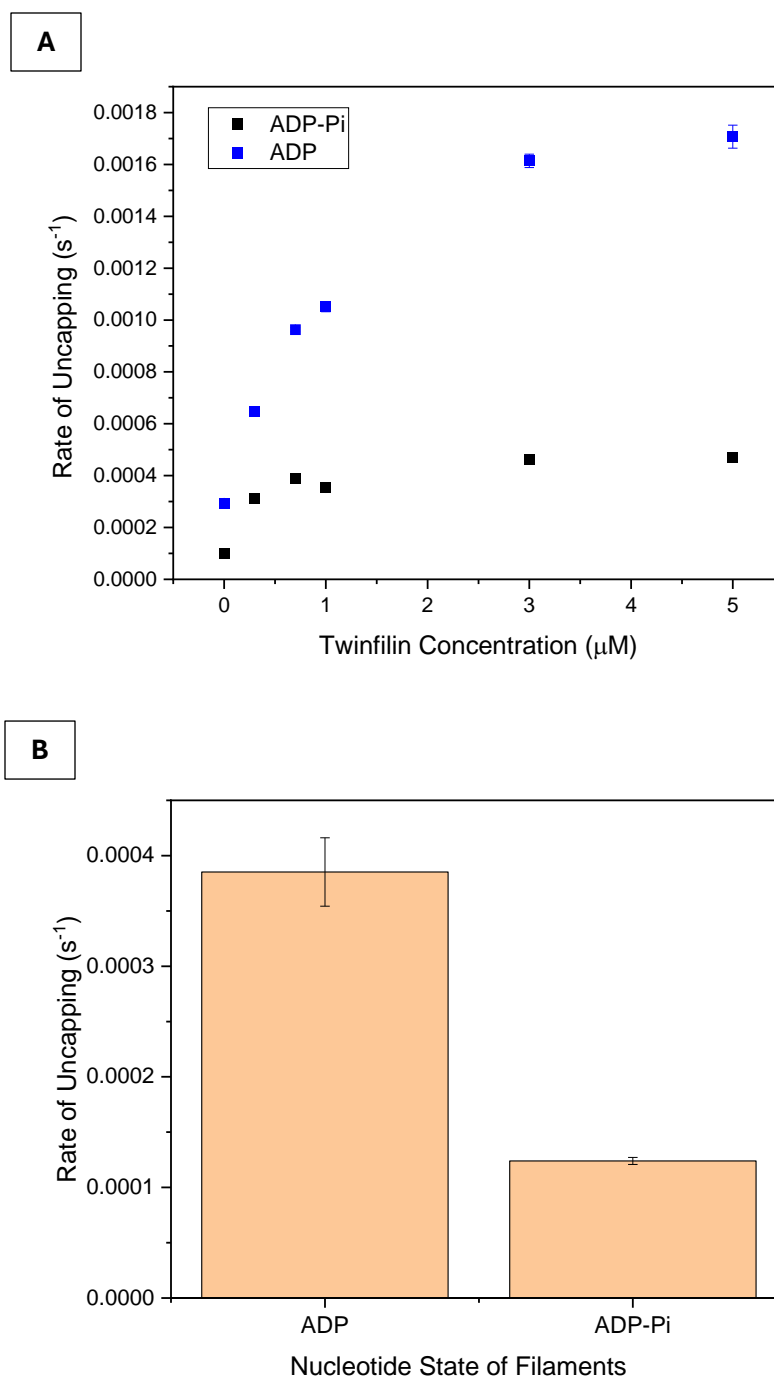 A
ADP-Pi
ADP
0.0018
0.0016
0.0014
0.0012
0.0010
0.0008
0.0006
0.0004
0.0002
0.0000
Rate of Uncapping (s⁻¹)
0 1 2 3 4 5
Twinfilin Concentration (μM)
B
0.0004
0.0003
0.0002
0.0001
0.0000
Rate of Uncapping (s⁻¹)
ADP ADP-Pi
Nucleotide State of Filaments